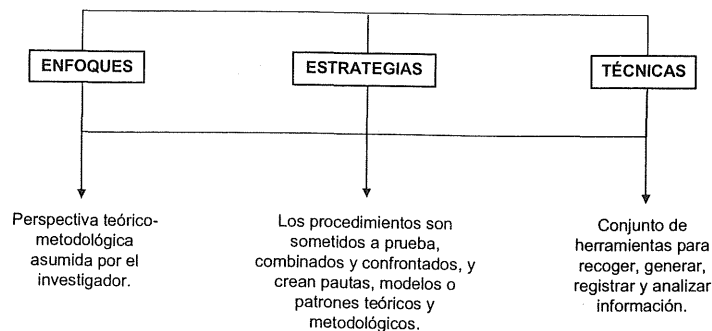 ENFOQUES
ESTRATEGIAS
TÉCNICAS
Perspectiva teórico-
metodológica
asumida por el
investigador.
Los procedimientos son
sometidos a prueba,
combinados y confrontados, y
crean pautas, modelos o
patrones teóricos y
metodológicos.
Conjunto de
herramientas para
recoger, generar,
registrar y analizar
información.